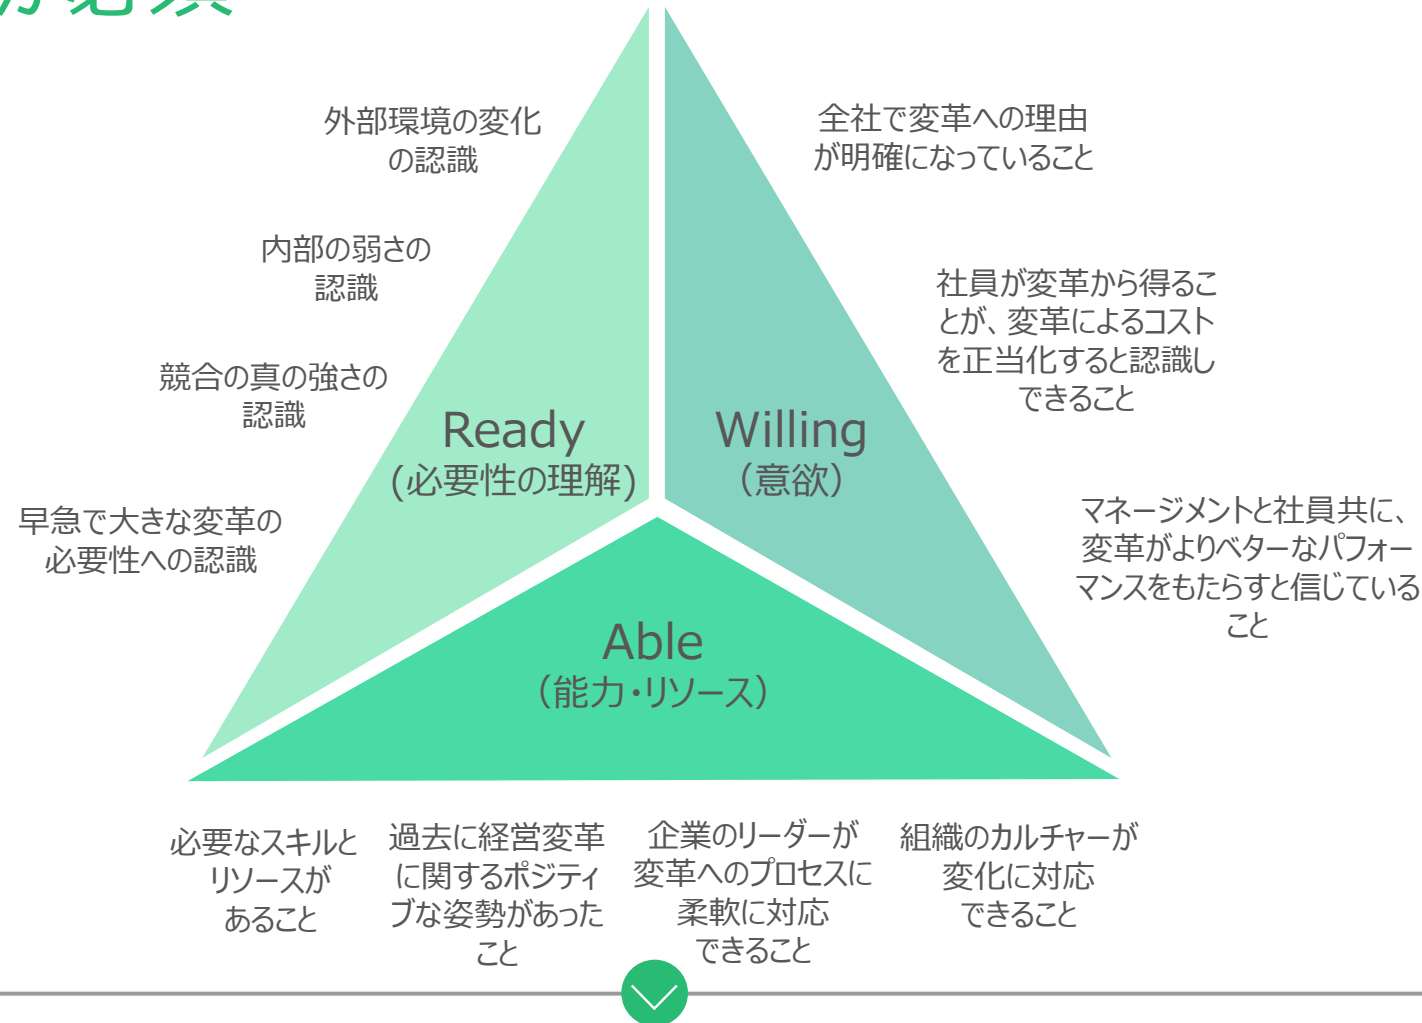 が必須
外部環境の変化
の認識
内部の弱さの
認識
競合の真の強さの
認識
早急で大きな変革の
必要性への認識
Ready
(必要性の理解)
Willing
（意欲）
全社で変革への理由
が明確になっていること
社員が変革から得るこ
とが、変革によるコスト
を正当化すると認識し
できること
マネージメントと社員共に、
変革がよりベターなパフォー
マンスをもたらすと信じている
こと
Able
（能力・リソース）
必要なスキルと
リソースが
あること
過去に経営変革
に関するポジティ
ブな姿勢があった
こと
企業のリーダーが
変革へのプロセスに
柔軟に対応
できること
組織のカルチャーが
変化に対応
できること